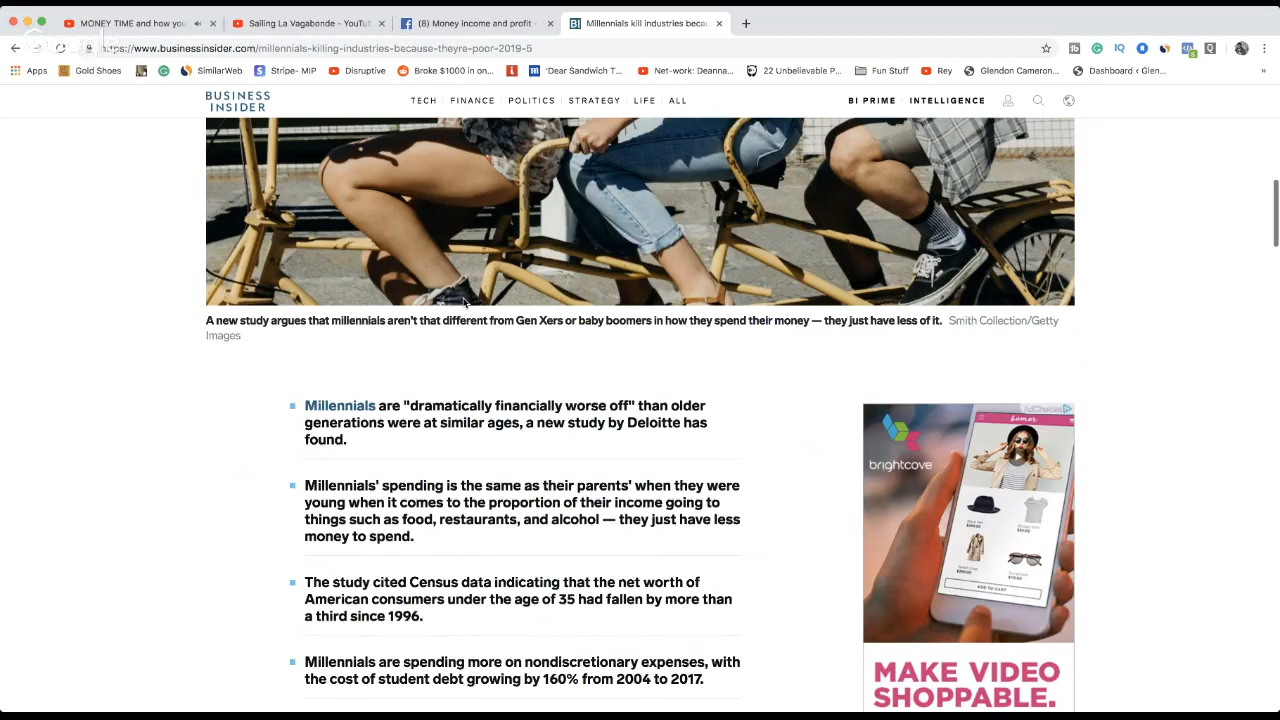 MONEY TIME and how you
Sailing La Vagabonde - YouTub
(8) Money income and profit
Millennials kill industries becau
https://www.businessinsider.com/millennials-killing-industries-because-theyre-poor-2019-5
Apps
Gold Shoes
SimilarWeb
Stripe- MIP
Disruptive
Broke $1000 in on...
'Dear Sandwich T...
Net-work: Deanna...
22 Unbelievable P...
Fun Stuff
Rey
Glendon Cameron...
Dashboard ‹ Glen...
»
BUSINESS
INSIDER
TECH
FINANCE
POLITICS
STRATEGY
LIFE
ALL
BI PRIME
INTELLIGENCE
A new study argues that millennials aren't that different from Gen Xers or baby boomers in how they spend their money — they just have less of it. Smith Collection/Getty
Images
Millennials are "dramatically financially worse off" than older
generations were at similar ages, a new study by Deloitte has
found.
Millennials' spending is the same as their parents' when they were
young when it comes to the proportion of their income going to
things such as food, restaurants, and alcohol — they just have less
money to spend.
The study cited Census data indicating that the net worth of
American consumers under the age of 35 had fallen by more than
a third since 1996.
Millennials are spending more on nondiscretionary expenses, with
the cost of student debt growing by 160% from 2004 to 2017.
AdChoices
brightcove
ADD TO CART
MAKE VIDEO
SHOPPABLE.